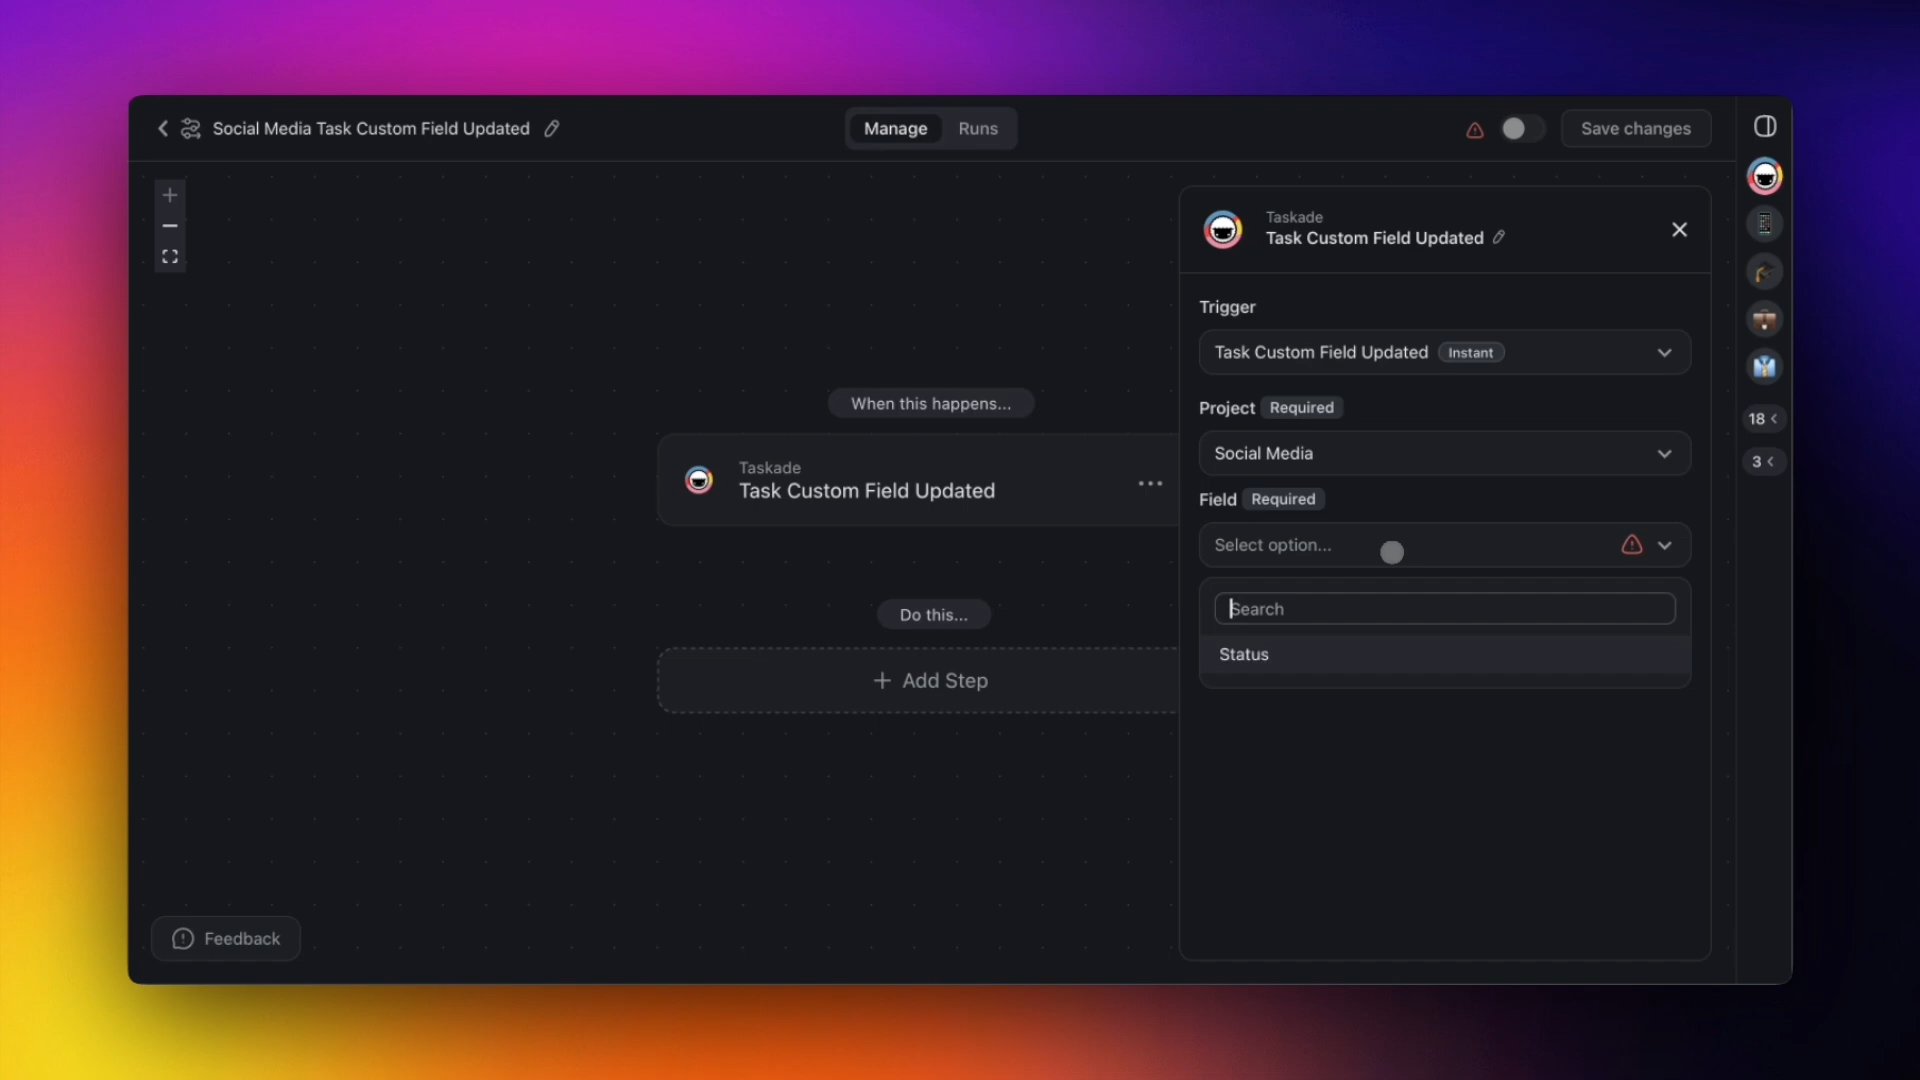 Social Media Task Custom Field Updated
Manage
Runs
Save changes
Taskade
Task Custom Field Updated
Trigger
Task Custom Field Updated Instant
Project Required
Social Media
Field Required
Select option...
Search
Status
When this happens...
Taskade
Task Custom Field Updated
Do this...
+ Add Step
18 <
3 <
Feedback